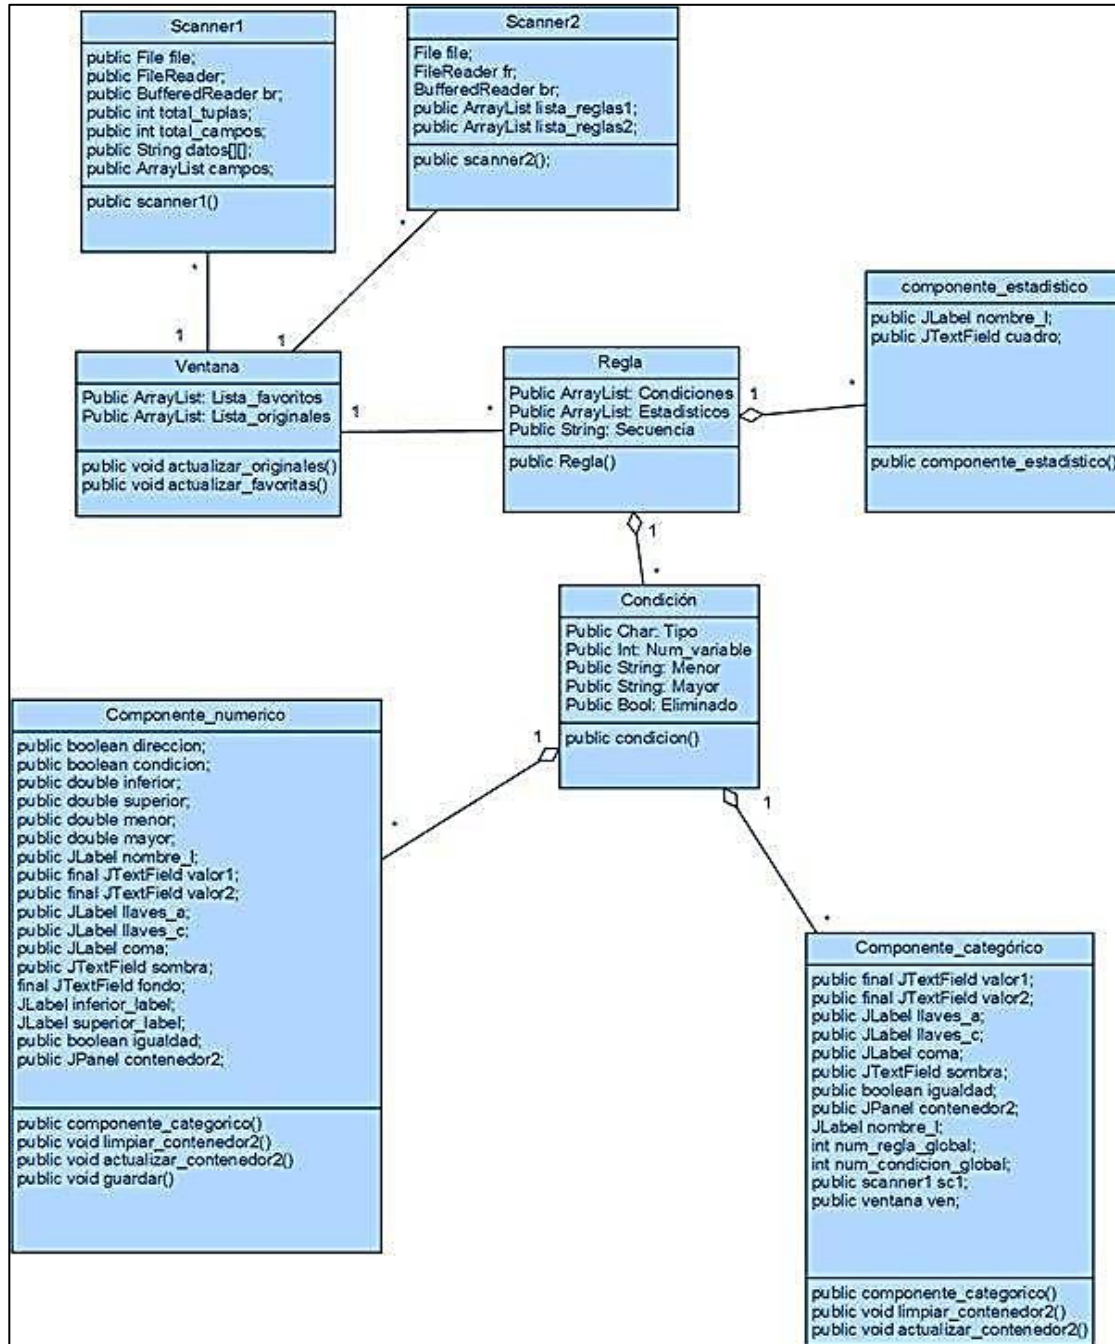 Scanner1
public File file;
public FileReader;
public BufferedReader br;
public int total_tuplas;
public int total_campos;
public String datos[][];
public ArrayList campos;
public scanner1()
Scanner2
File file;
FileReader fr;
BufferedReader br;
public ArrayList lista_reglas1;
public ArrayList lista_reglas2;
public scanner2();
*
*
1
1
Ventana
Public ArrayList: Lista_favoritos
Public ArrayList: Lista_originales
public void actualizar_originales()
public void actualizar_favoritas()
1
*
Regla
Public ArrayList: Condiciones
Public ArrayList: Estadisticos
Public String: Secuencia
public Regla()
1
*
componente_estadistico
public JLabel nombre_l;
public JTextField cuadro;
public componente_estadistico()
1
*
Condición
Public Char: Tipo
Public Int: Num_variable
Public String: Menor
Public String: Mayor
Public Bool: Eliminado
public condicion()
1
*
1
*
Componente_numerico
public boolean direccion;
public boolean condicion;
public double inferior;
public double superior;
public double menor;
public double mayor;
public JLabel nombre_l;
public final JTextField valor1;
public final JTextField valor2;
public JLabel llaves_a;
public JLabel llaves_c;
public JLabel coma;
public JTextField sombra;
final JTextField fondo;
JLabel inferior_label;
JLabel superior_label;
public boolean igualdad;
public JPanel contenedor2;
public componente_categorico()
public void limpiar_contenedor2()
public void actualizar_contenedor2()
public void guardar()
Componente_categórico
public final JTextField valor1;
public final JTextField valor2;
public JLabel llaves_a;
public JLabel llaves_c;
public JLabel coma;
public JTextField sombra;
public boolean igualdad;
public JPanel contenedor2;
JLabel nombre_l;
int num_regla_global;
int num_condicion_global;
public scanner1 sc1;
public ventana ven;
public componente_categorico()
public void limpiar_contenedor2()
public void actualizar_contenedor2()